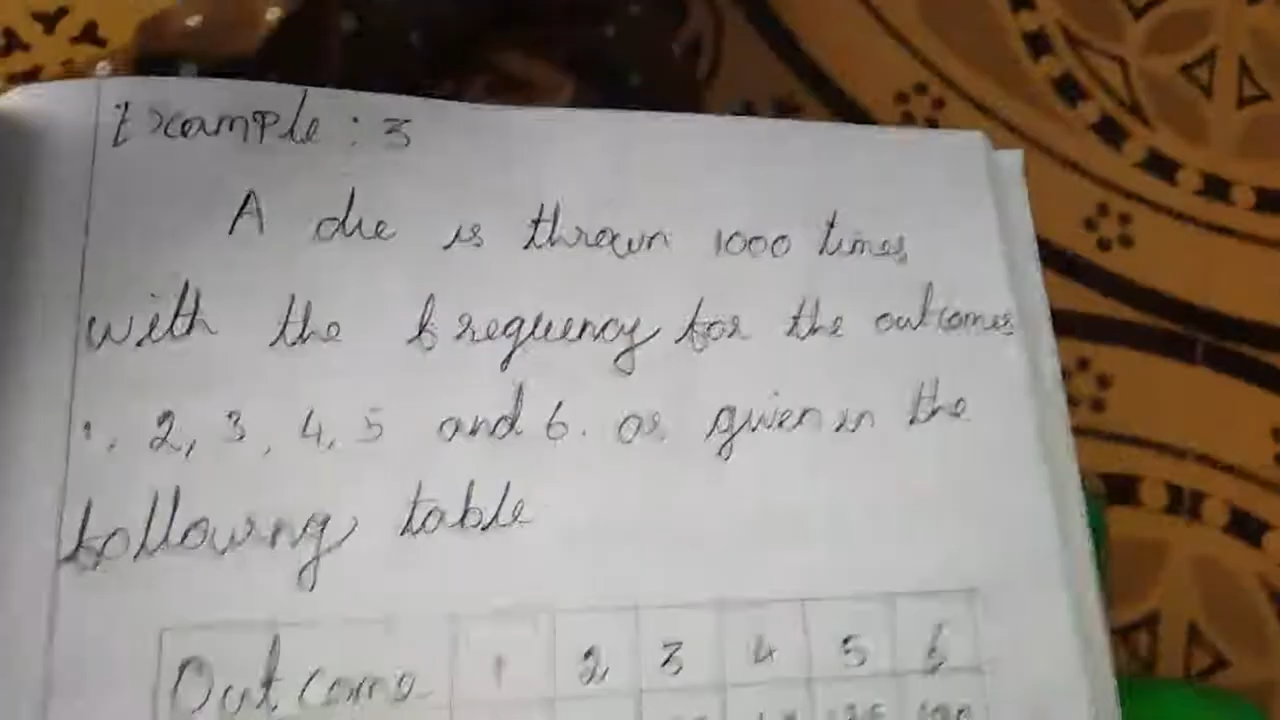 Example : 3
A die is thrown 1000 times
with the frequency for the outcomes
1, 2, 3, 4, 5 and 6. as given in the
following table
Outcome 1 2 3 4 5 6